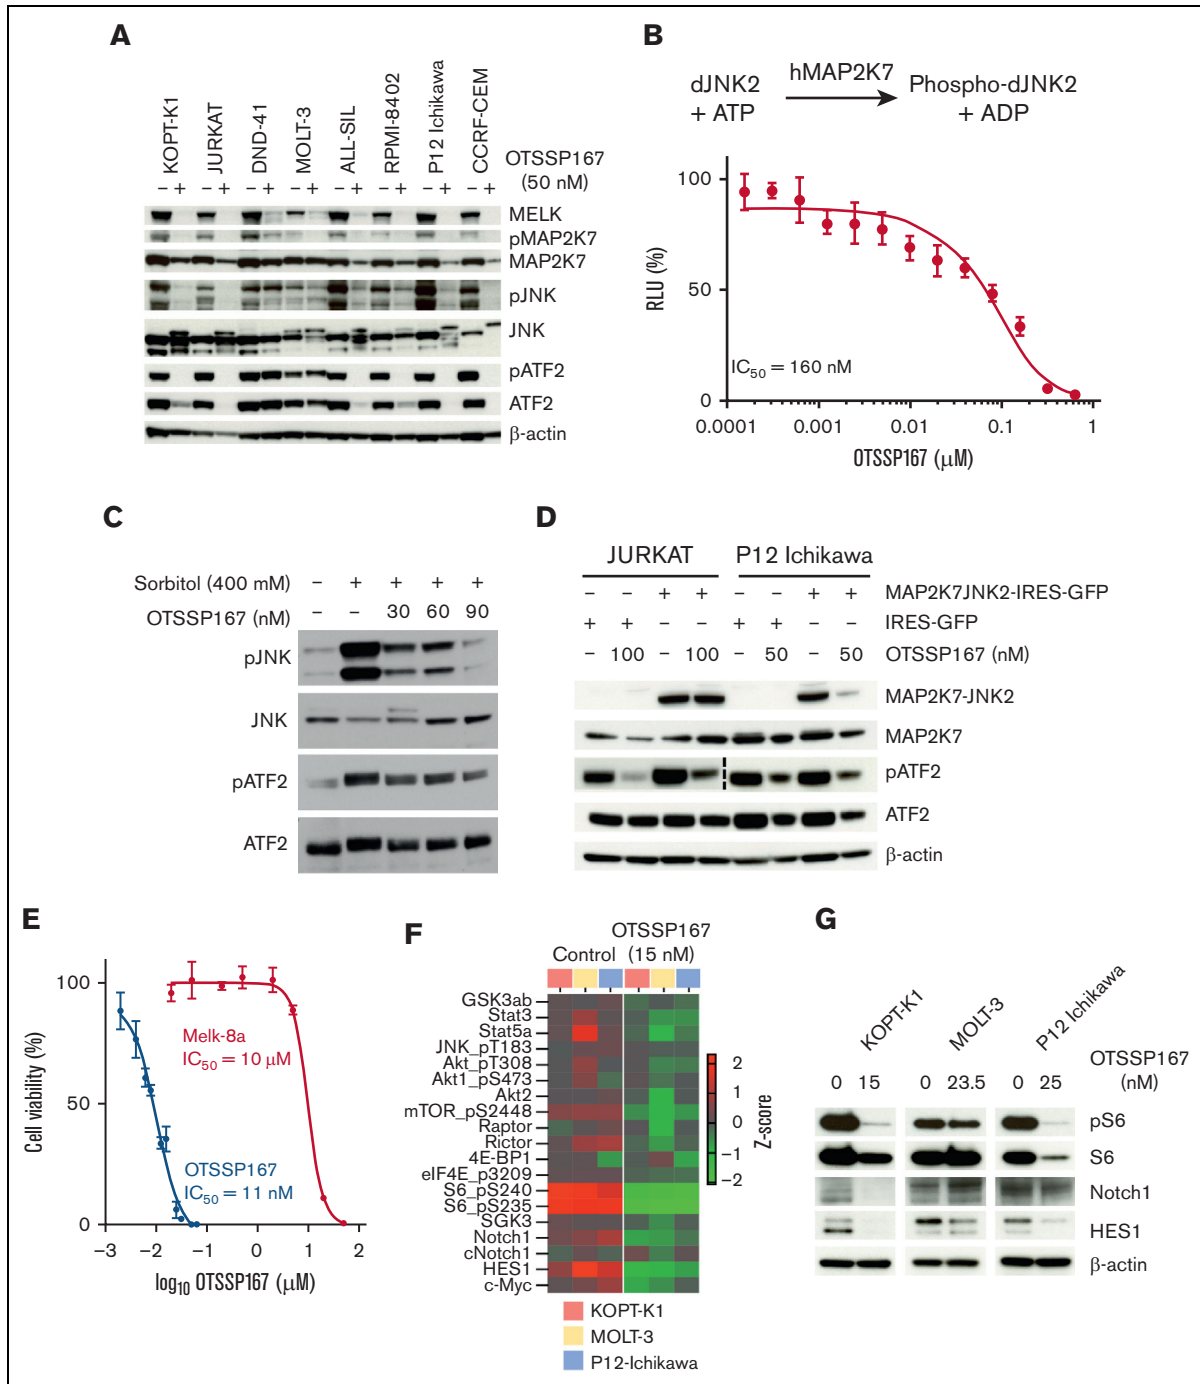 A
KOPT-K1
JURKAT
DND-41
MOLT-3
ALL-SIL
RPMI-8402
P12 Ichikawa
CCRF-CEM
OTSSP167
(50 nM)
– + – + – + – + – + – + – + – +
MELK
pMAP2K7
MAP2K7
pJNK
JNK
pATF2
ATF2
β-actin
B
dJNK2
+ ATP
hMAP2K7
Phospho-dJNK2
+ ADP
RLU (%)
100
50
0
IC50 = 160 nM
0.0001 0.001 0.01 0.1 1
OTSSP167 (μM)
C
Sorbitol (400 mM) – + + + +
OTSSP167 (nM) – – 30 60 90
pJNK
JNK
pATF2
ATF2
D
JURKAT P12 Ichikawa
– – + + – – + + MAP2K7JNK2-IRES-GFP
+ + – – + + – – IRES-GFP
– 100 – 100 – 50 – 50 OTSSP167 (nM)
MAP2K7-JNK2
MAP2K7
pATF2
ATF2
β-actin
E
Cell viability (%)
100
50
0
Melk-8a
IC50 = 10 μM
OTSSP167
IC50 = 11 nM
–3 –2 –1 0 1 2
log10 OTSSP167 (μM)
F
OTSSP167
Control (15 nM)
GSK3ab
Stat3
Stat5a
JNK_pT183
Akt_pT308
Akt1_pS473
Akt2
mTOR_pS2448
Raptor
Rictor
4E-BP1
eIF4E_p3209
S6_pS240
S6_pS235
SGK3
Notch1
cNotch1
HES1
c-Myc
2
1
0
–1
–2
Z-score
KOPT-K1
MOLT-3
P12-Ichikawa
G
KOPT-K1
MOLT-3
P12 Ichikawa
OTSSP167
0 15 0 23.5 0 25 (nM)
pS6
S6
Notch1
HES1
β-actin